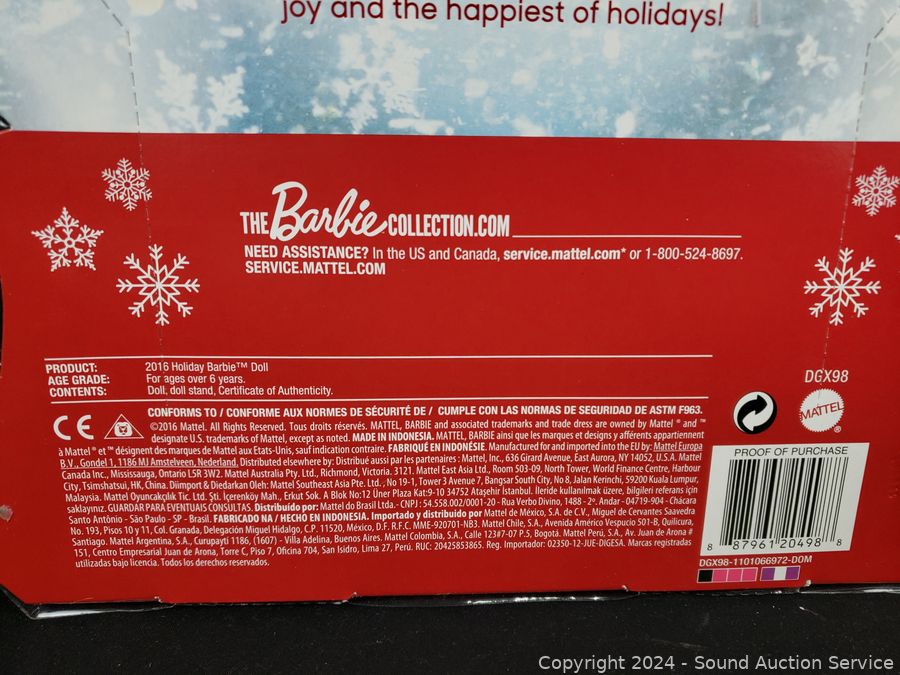 joy and the happiest of holidays!
THE Barbie COLLECTION.COM
NEED ASSISTANCE? In the US and Canada, service.mattel.com* or 1-800-524-8697.
SERVICE.MATTEL.COM
PRODUCT: 2016 Holiday Barbie™ Doll
AGE GRADE: For ages over 6 years.
CONTENTS: Doll, doll stand, Certificate of Authenticity.
DGX98
MATTEL®
CE
CONFORMS TO / CONFORME AUX NORMES DE SÉCURITÉ DE / CUMPLE CON LAS NORMAS DE SEGURIDAD DE ASTM F963.
©2016 Mattel. All Rights Reserved. Tous droits réservés. MATTEL, BARBIE and associated trademarks and trade dress are owned by Mattel ® and ™
designate U.S. trademarks of Mattel, except as noted. MADE IN INDONESIA. MATTEL, BARBIE ainsi que les marques et designs y afférents appartiennent
à Mattel ® et ™ désignent des marques de Mattel aux Etats-Unis, sauf indication contraire. FABRIQUÉ EN INDONÉSIE. Manufactured for and imported into the EU by: Mattel Europa
B.V., Gondel 1, 1186 MJ Amstelveen, Nederland. Distributed elsewhere by: Distribué aussi par les partenaires : Mattel, Inc., 636 Girard Avenue, East Aurora, NY 14052, U.S.A. Mattel
Canada Inc., Mississauga, Ontario L5R 3W2. Mattel Australia Pty. Ltd., Richmond, Victoria. 3121. Mattel East Asia Ltd., Room 503-09, North Tower, World Finance Centre, Harbour
City, Tsimshatsui, HK, China. Diimport & Diedarkan Oleh: Mattel Southeast Asia Pte. Ltd., No 19-1, Tower 3 Avenue 7, Bangsar South City, No 8, Jalan Kerinchi, 59200 Kuala Lumpur,
Malaysia. Mattel Oyuncakçılık Tic. Ltd. Şti. İçerenköy Mah., Erkut Sok. A Blok No:12 Üner Plaza Kat:9-10 34752 Ataşehir İstanbul. İleride kullanılmak üzere, bilgileri referans için
saklayınız. GUARDAR PARA EVENTUAIS CONSULTAS. Distribuído por: Mattel do Brasil Ltda. - CNPJ : 54.558.002/0001-20 - Rua Verbo Divino, 1488 - 2º. Andar - 04719-904 - Chácara
Santo Antônio - São Paulo - SP - Brasil. FABRICADO NA / HECHO EN INDONESIA. Importado y distribuido por Mattel de México, S.A. de C.V., Miguel de Cervantes Saavedra
No. 193, Pisos 10 y 11, Col. Granada, Delegación Miguel Hidalgo, C.P. 11520, México, D.F. R.F.C. MME-920701-NB3. Mattel Chile, S.A., Avenida Américo Vespucio 501-B, Quilicura,
Santiago. Mattel Argentina, S.A., Curupaytí 1186, (1607) - Villa Adelina, Buenos Aires. Mattel Colombia, S.A., Calle 123#7-07 P.5, Bogotá. Mattel Perú, S.A., Av. Juan de Arona #
151, Centro Empresarial Juan de Arona, Torre C, Piso 7, Oficina 704, San Isidro, Lima 27, Perú. RUC: 20425853865. Reg. Importador: 02350-12-JUE-DIGESA. Marcas registradas
utilizadas bajo licencia. Todos los derechos reservados.
PROOF OF PURCHASE
8 87961 20498 8
DGX98-1101066972-DOM
Copyright © 2024 - Sound Auction Service